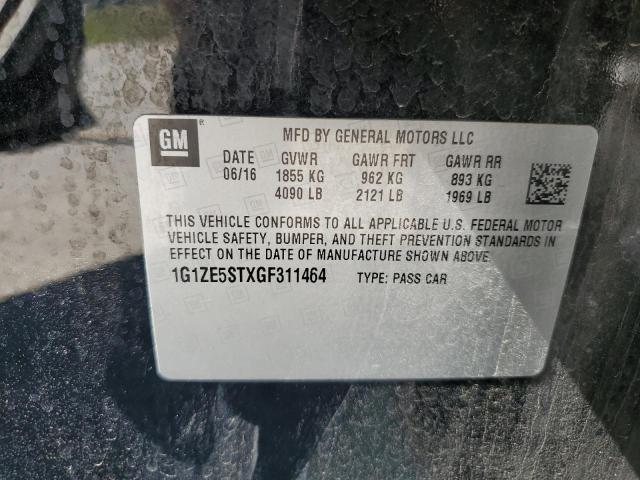 GM
®
MFD BY GENERAL MOTORS LLC
DATE GVWR GAWR FRT GAWR RR
06/16 1855 KG 962 KG 893 KG
4090 LB 2121 LB 1969 LB
THIS VEHICLE CONFORMS TO ALL APPLICABLE U.S. FEDERAL MOTOR
VEHICLE SAFETY, BUMPER, AND THEFT PREVENTION STANDARDS IN
EFFECT ON THE DATE OF MANUFACTURE SHOWN ABOVE.
1G1ZE5STXGF311464 TYPE: PASS CAR